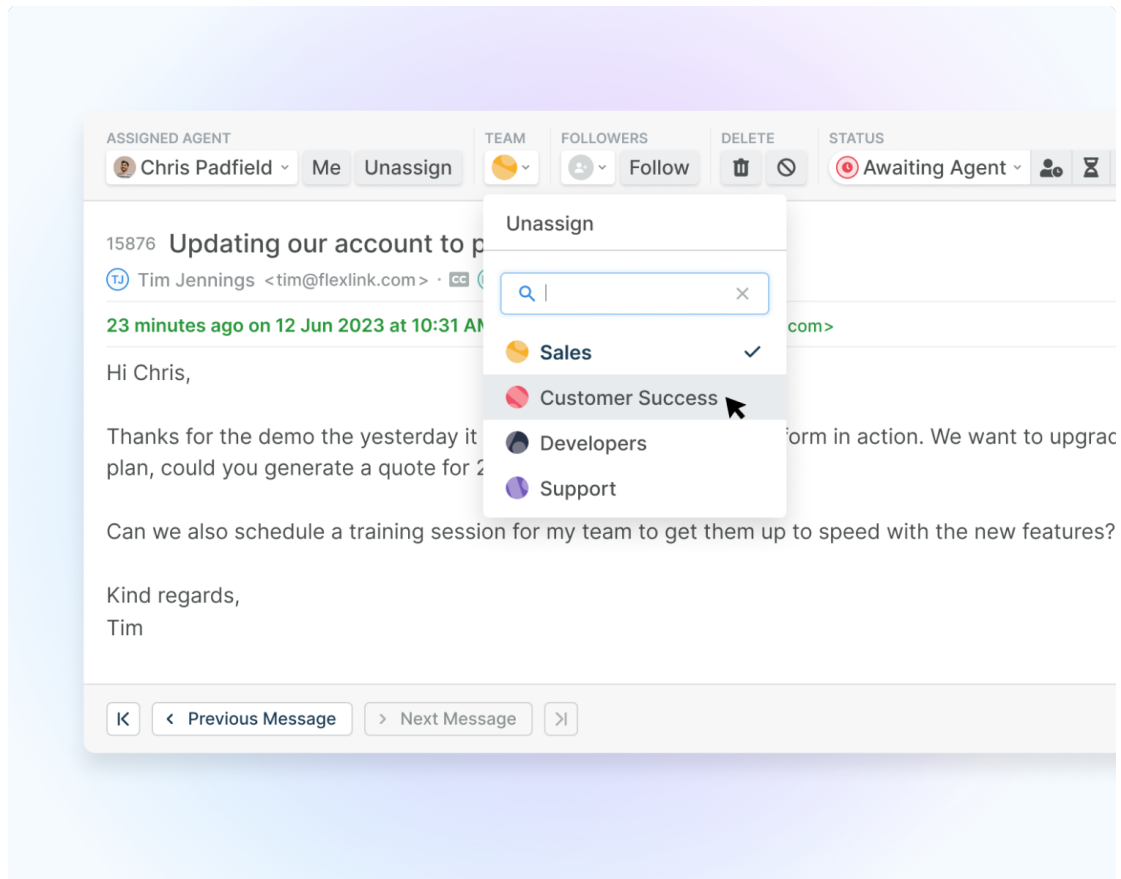 ASSIGNED AGENT TEAM FOLLOWERS DELETE STATUS
Chris Padfield Me Unassign Follow Awaiting Agent
Unassign
15876 Updating our account to
TJ Tim Jennings <tim@flexlink.com> · CC
23 minutes ago on 12 Jun 2023 at 10:31 AM com>
Sales
Hi Chris,
Customer Success
Thanks for the demo the yesterday it form in action. We want to
Developers
plan, could you generate a quote for
Support
Can we also schedule a training session for my team to get them up to speed with the new features?
Kind regards,
Tim
Previous Message Next Message